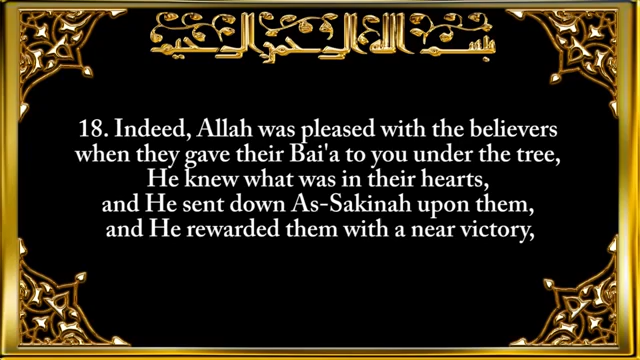 بسم الله الرحمن الرحيم
18. Indeed, Allah was pleased with the believers
when they gave their Bai'a to you under the tree,
He knew what was in their hearts,
and He sent down As-Sakinah upon them,
and He rewarded them with a near victory,